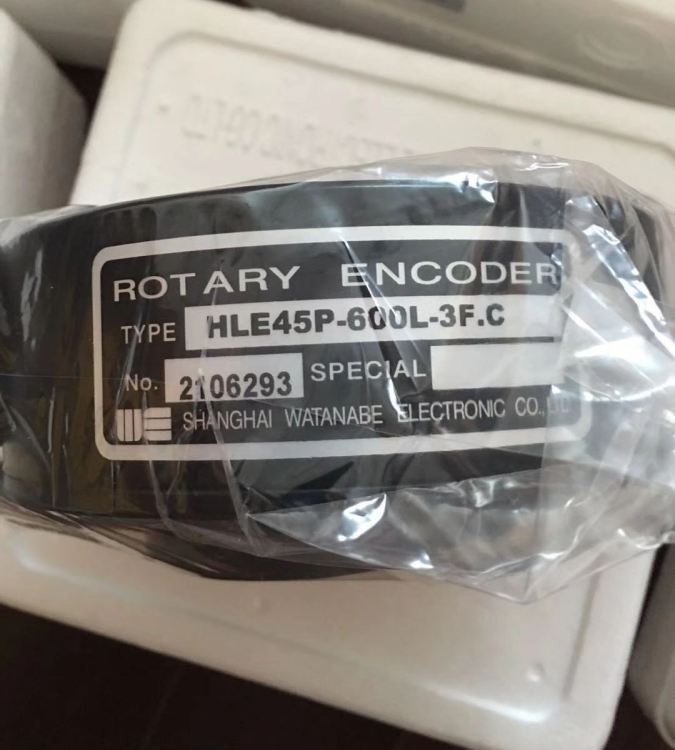 ROTARY ENCODER
TYPE HLE45P-600L-3F.C
No. 2106293 SPECIAL
SHANGHAI WATANABE ELECTRONIC CO., LTD